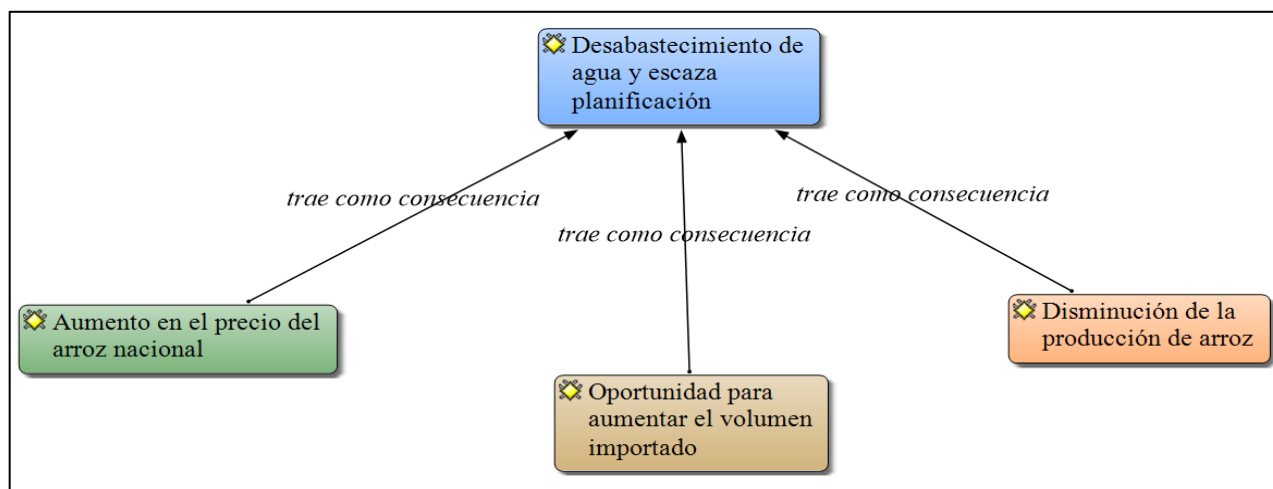 Desabastecimiento de
agua y escaza
planificación
trae como consecuencia
trae como consecuencia
trae como consecuencia
Aumento en el precio del
arroz nacional
Oportunidad para
aumentar el volumen
importado
Disminución de la
producción de arroz